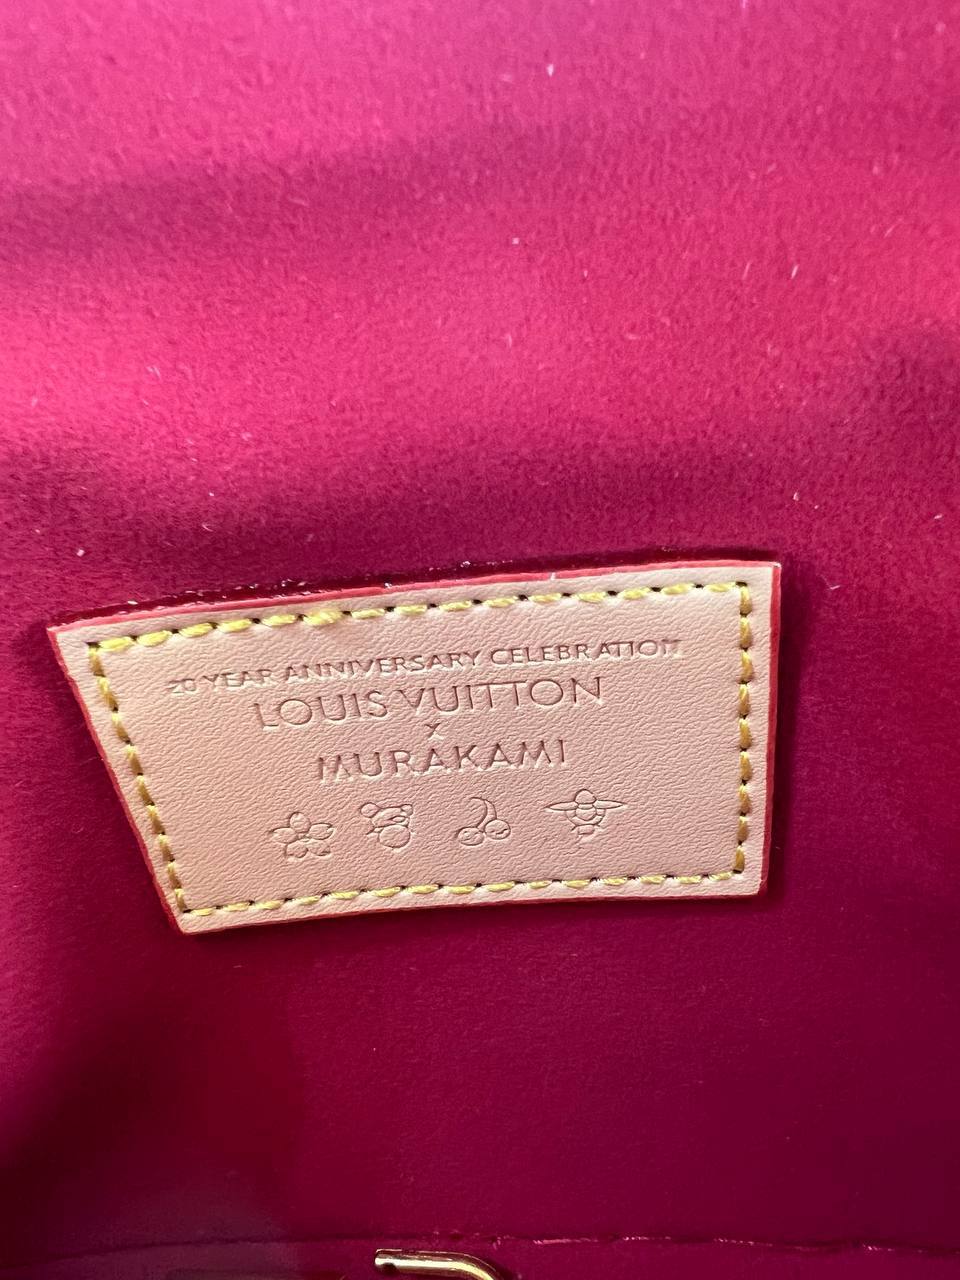 20 YEAR ANNIVERSARY CELEBRATION
LOUIS VUITTON
x
MURAKAMI